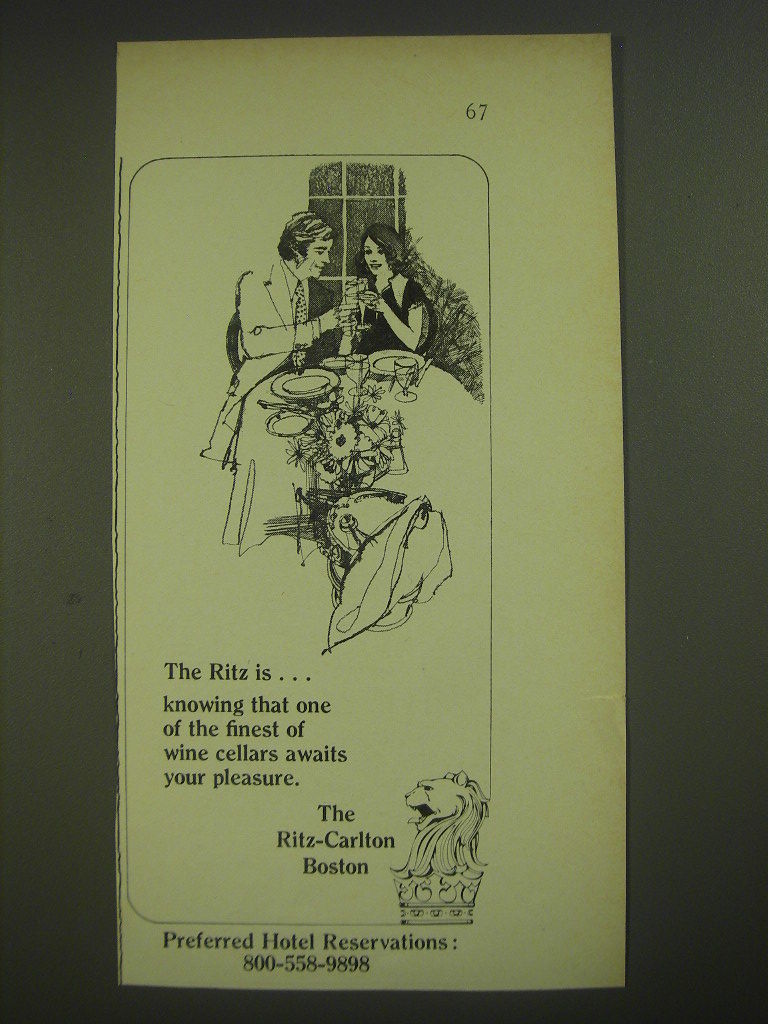 67
The Ritz is . . .
knowing that one
of the finest of
wine cellars awaits
your pleasure.
The
Ritz-Carlton
Boston
Preferred Hotel Reservations:
800-558-9898